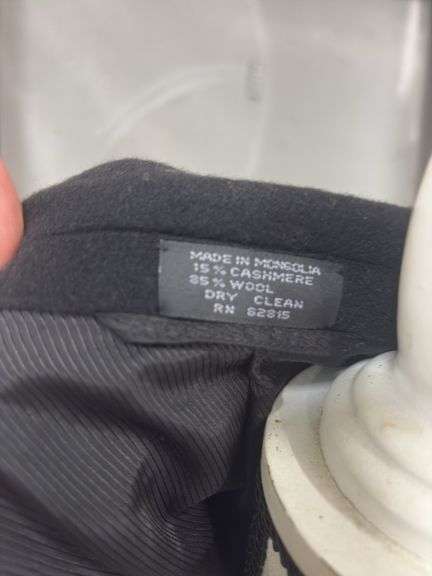 MADE IN MONGOLIA
15% CASHMERE
85% WOOL
DRY CLEAN
RN 62815